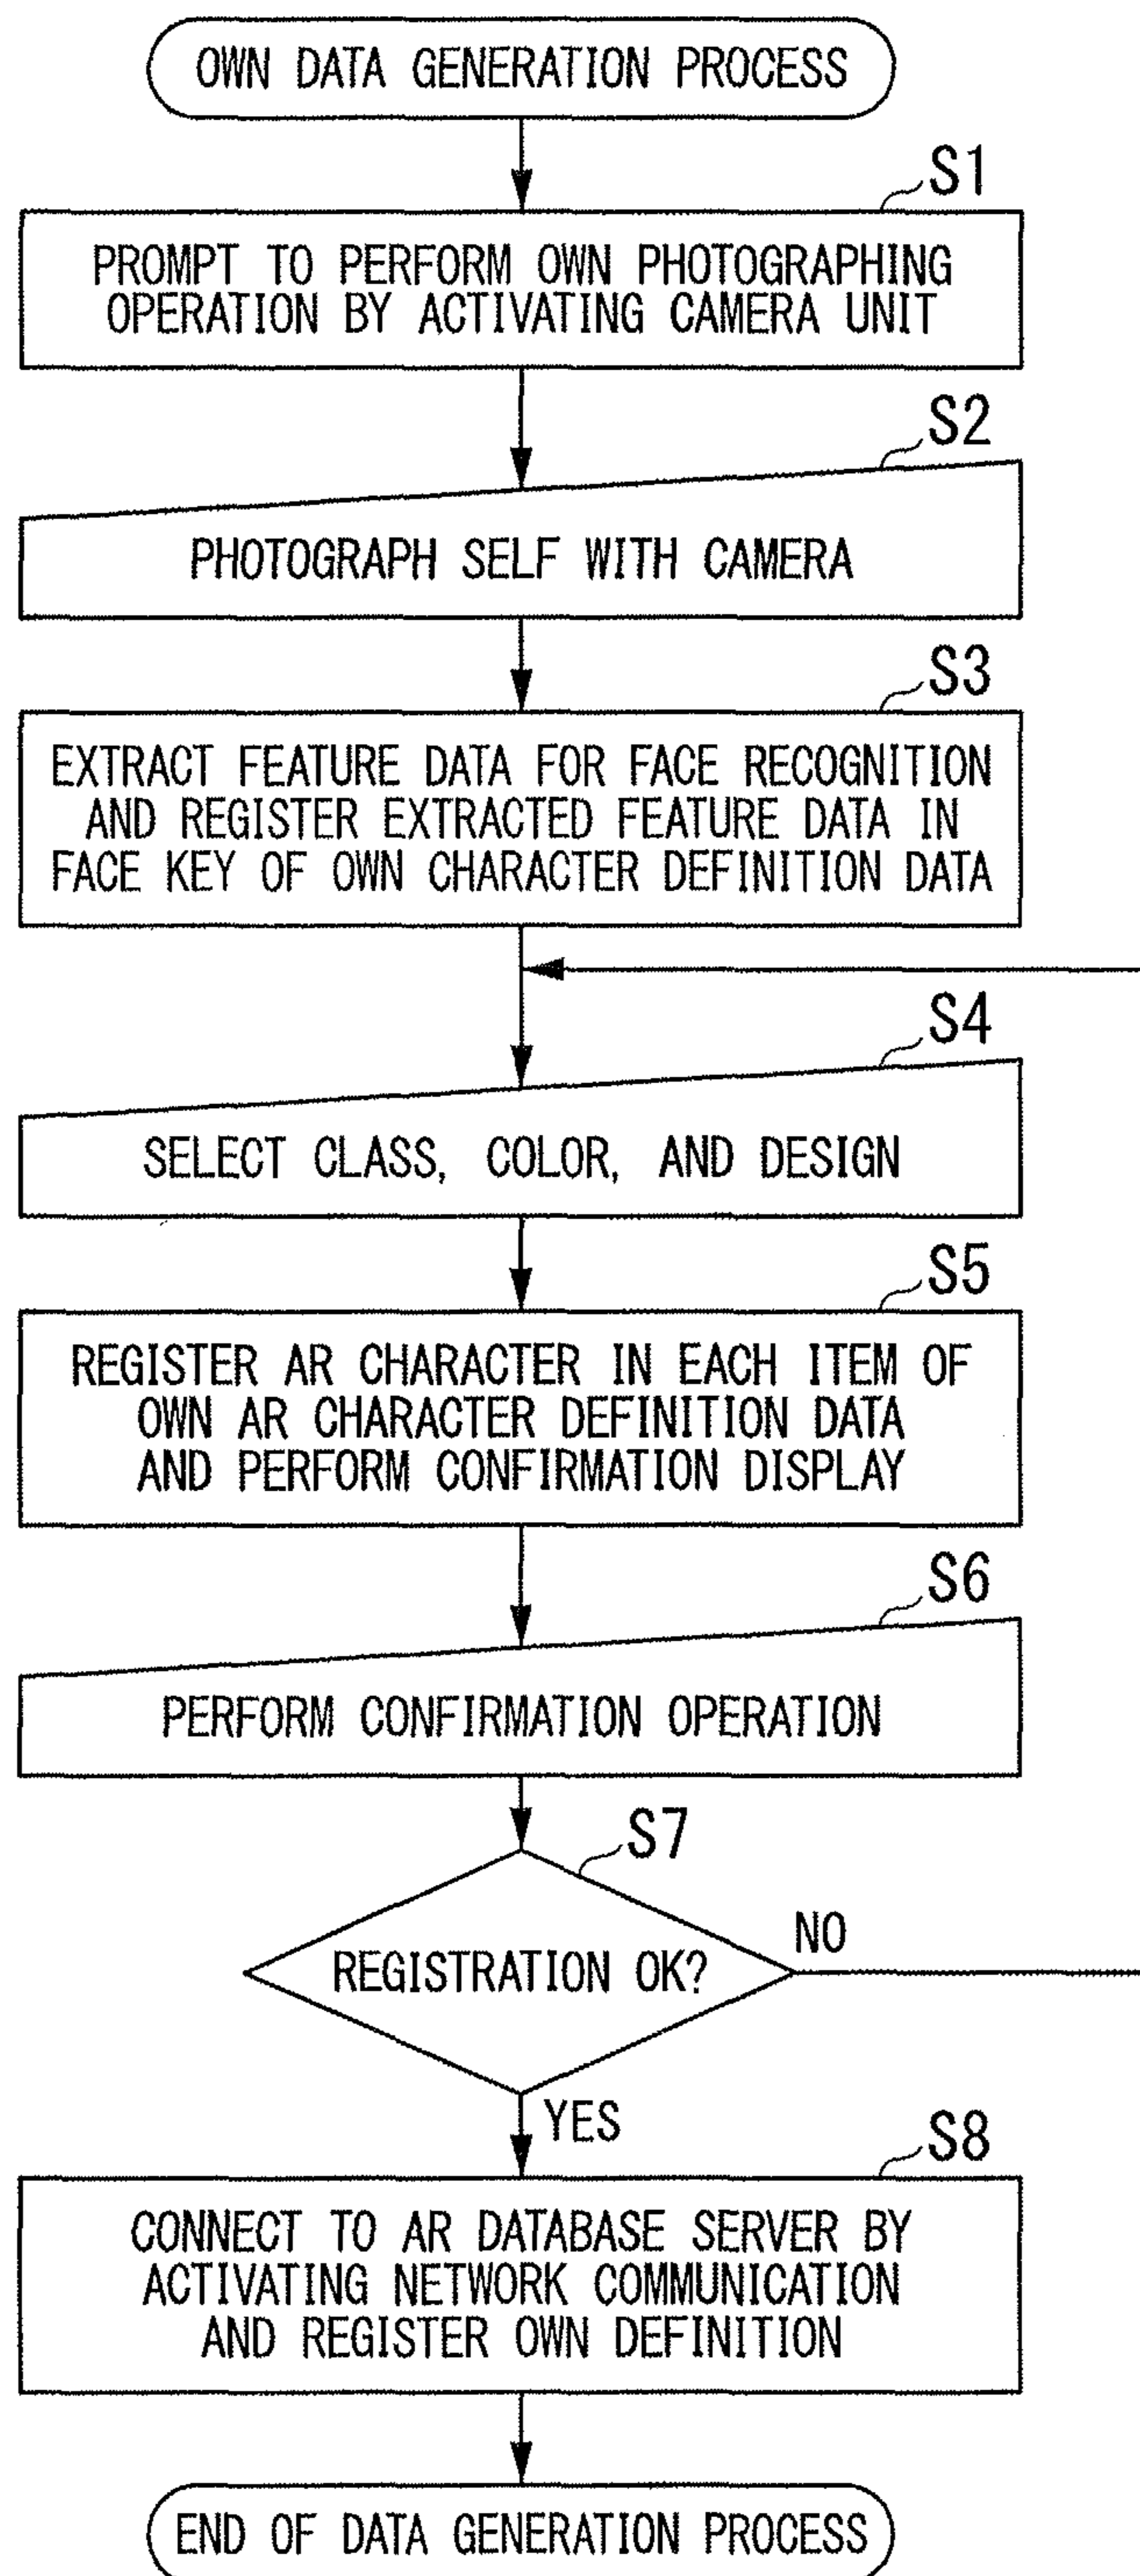 OWN DATA GENERATION PROCESS
S1
PROMPT TO PERFORM OWN PHOTOGRAPHING
OPERATION BY ACTIVATING CAMERA UNIT
S2
PHOTOGRAPH SELF WITH CAMERA
S3
EXTRACT FEATURE DATA FOR FACE RECOGNITION
AND REGISTER EXTRACTED FEATURE DATA IN
FACE KEY OF OWN CHARACTER DEFINITION DATA
S4
SELECT CLASS, COLOR, AND DESIGN
S5
REGISTER AR CHARACTER IN EACH ITEM OF
OWN AR CHARACTER DEFINITION DATA
AND PERFORM CONFIRMATION DISPLAY
S6
PERFORM CONFIRMATION OPERATION
S7
NO
REGISTRATION OK?
YES
S8
CONNECT TO AR DATABASE SERVER BY
ACTIVATING NETWORK COMMUNICATION
AND REGISTER OWN DEFINITION
END OF DATA GENERATION PROCESS